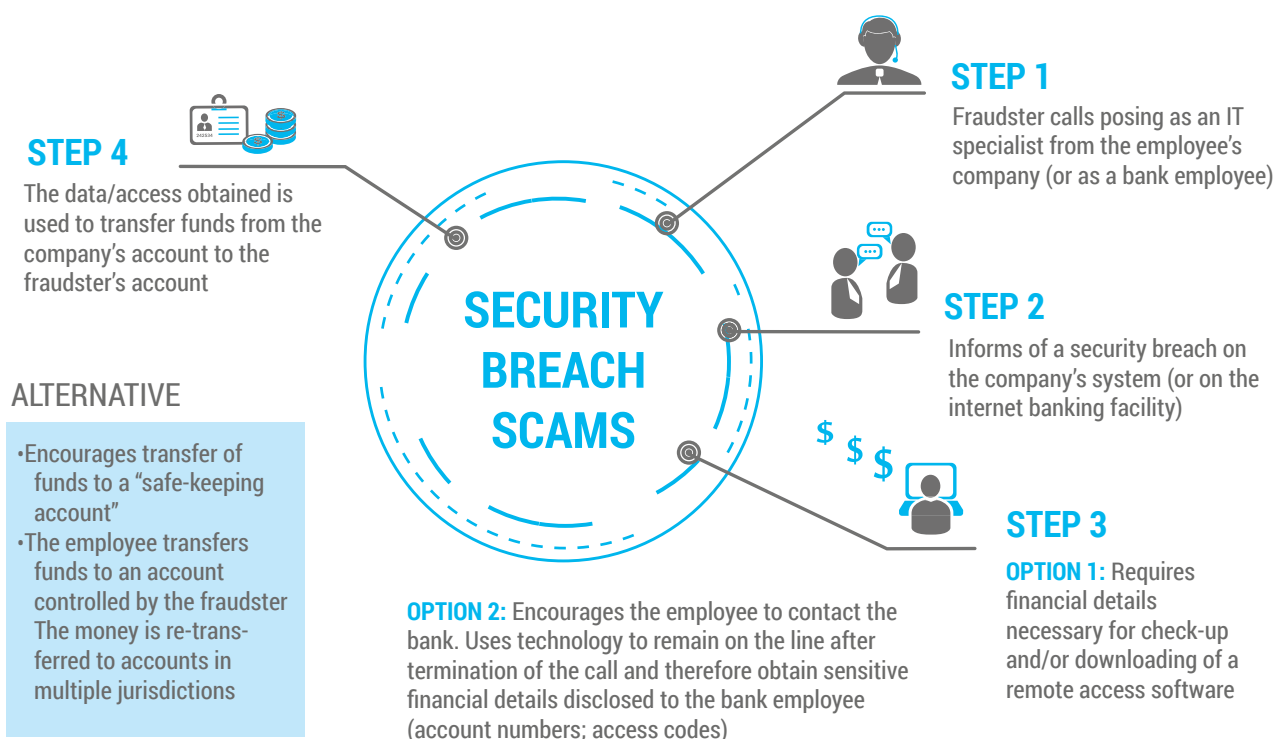 SECURITY
BREACH
SCAMS
STEP 1
Fraudster calls posing as an IT
specialist from the employee's
company (or as a bank employee)
STEP 2
Informs of a security breach on
the company's system (or on the
internet banking facility)
$ $ $
STEP 3
OPTION 1: Requires
financial details
necessary for check-up
and/or downloading of a
remote access software
OPTION 2: Encourages the employee to contact the
bank. Uses technology to remain on the line after
termination of the call and therefore obtain sensitive
financial details disclosed to the bank employee
(account numbers; access codes)
STEP 4
The data/access obtained is
used to transfer funds from the
company's account to the
fraudster's account
ALTERNATIVE
•Encourages transfer of
funds to a “safe-keeping
account”
•The employee transfers
funds to an account
controlled by the fraudster
The money is re-trans-
ferred to accounts in
multiple jurisdictions